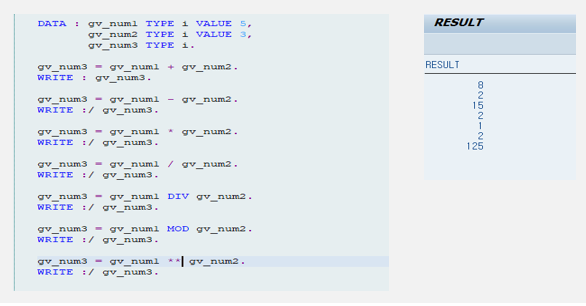 DATA : gv_num1 TYPE i VALUE 5,
gv_num2 TYPE i VALUE 3,
gv_num3 TYPE i.
gv_num3 = gv_num1 + gv_num2.
WRITE : gv_num3.
gv_num3 = gv_num1 - gv_num2.
WRITE :/ gv_num3.
gv_num3 = gv_num1 * gv_num2.
WRITE :/ gv_num3.
gv_num3 = gv_num1 / gv_num2.
WRITE :/ gv_num3.
gv_num3 = gv_num1 DIV gv_num2.
WRITE :/ gv_num3.
gv_num3 = gv_num1 MOD gv_num2.
WRITE :/ gv_num3.
gv_num3 = gv_num1 ** gv_num2.
WRITE :/ gv_num3.
RESULT
RESULT
8
2
15
2
1
2
125